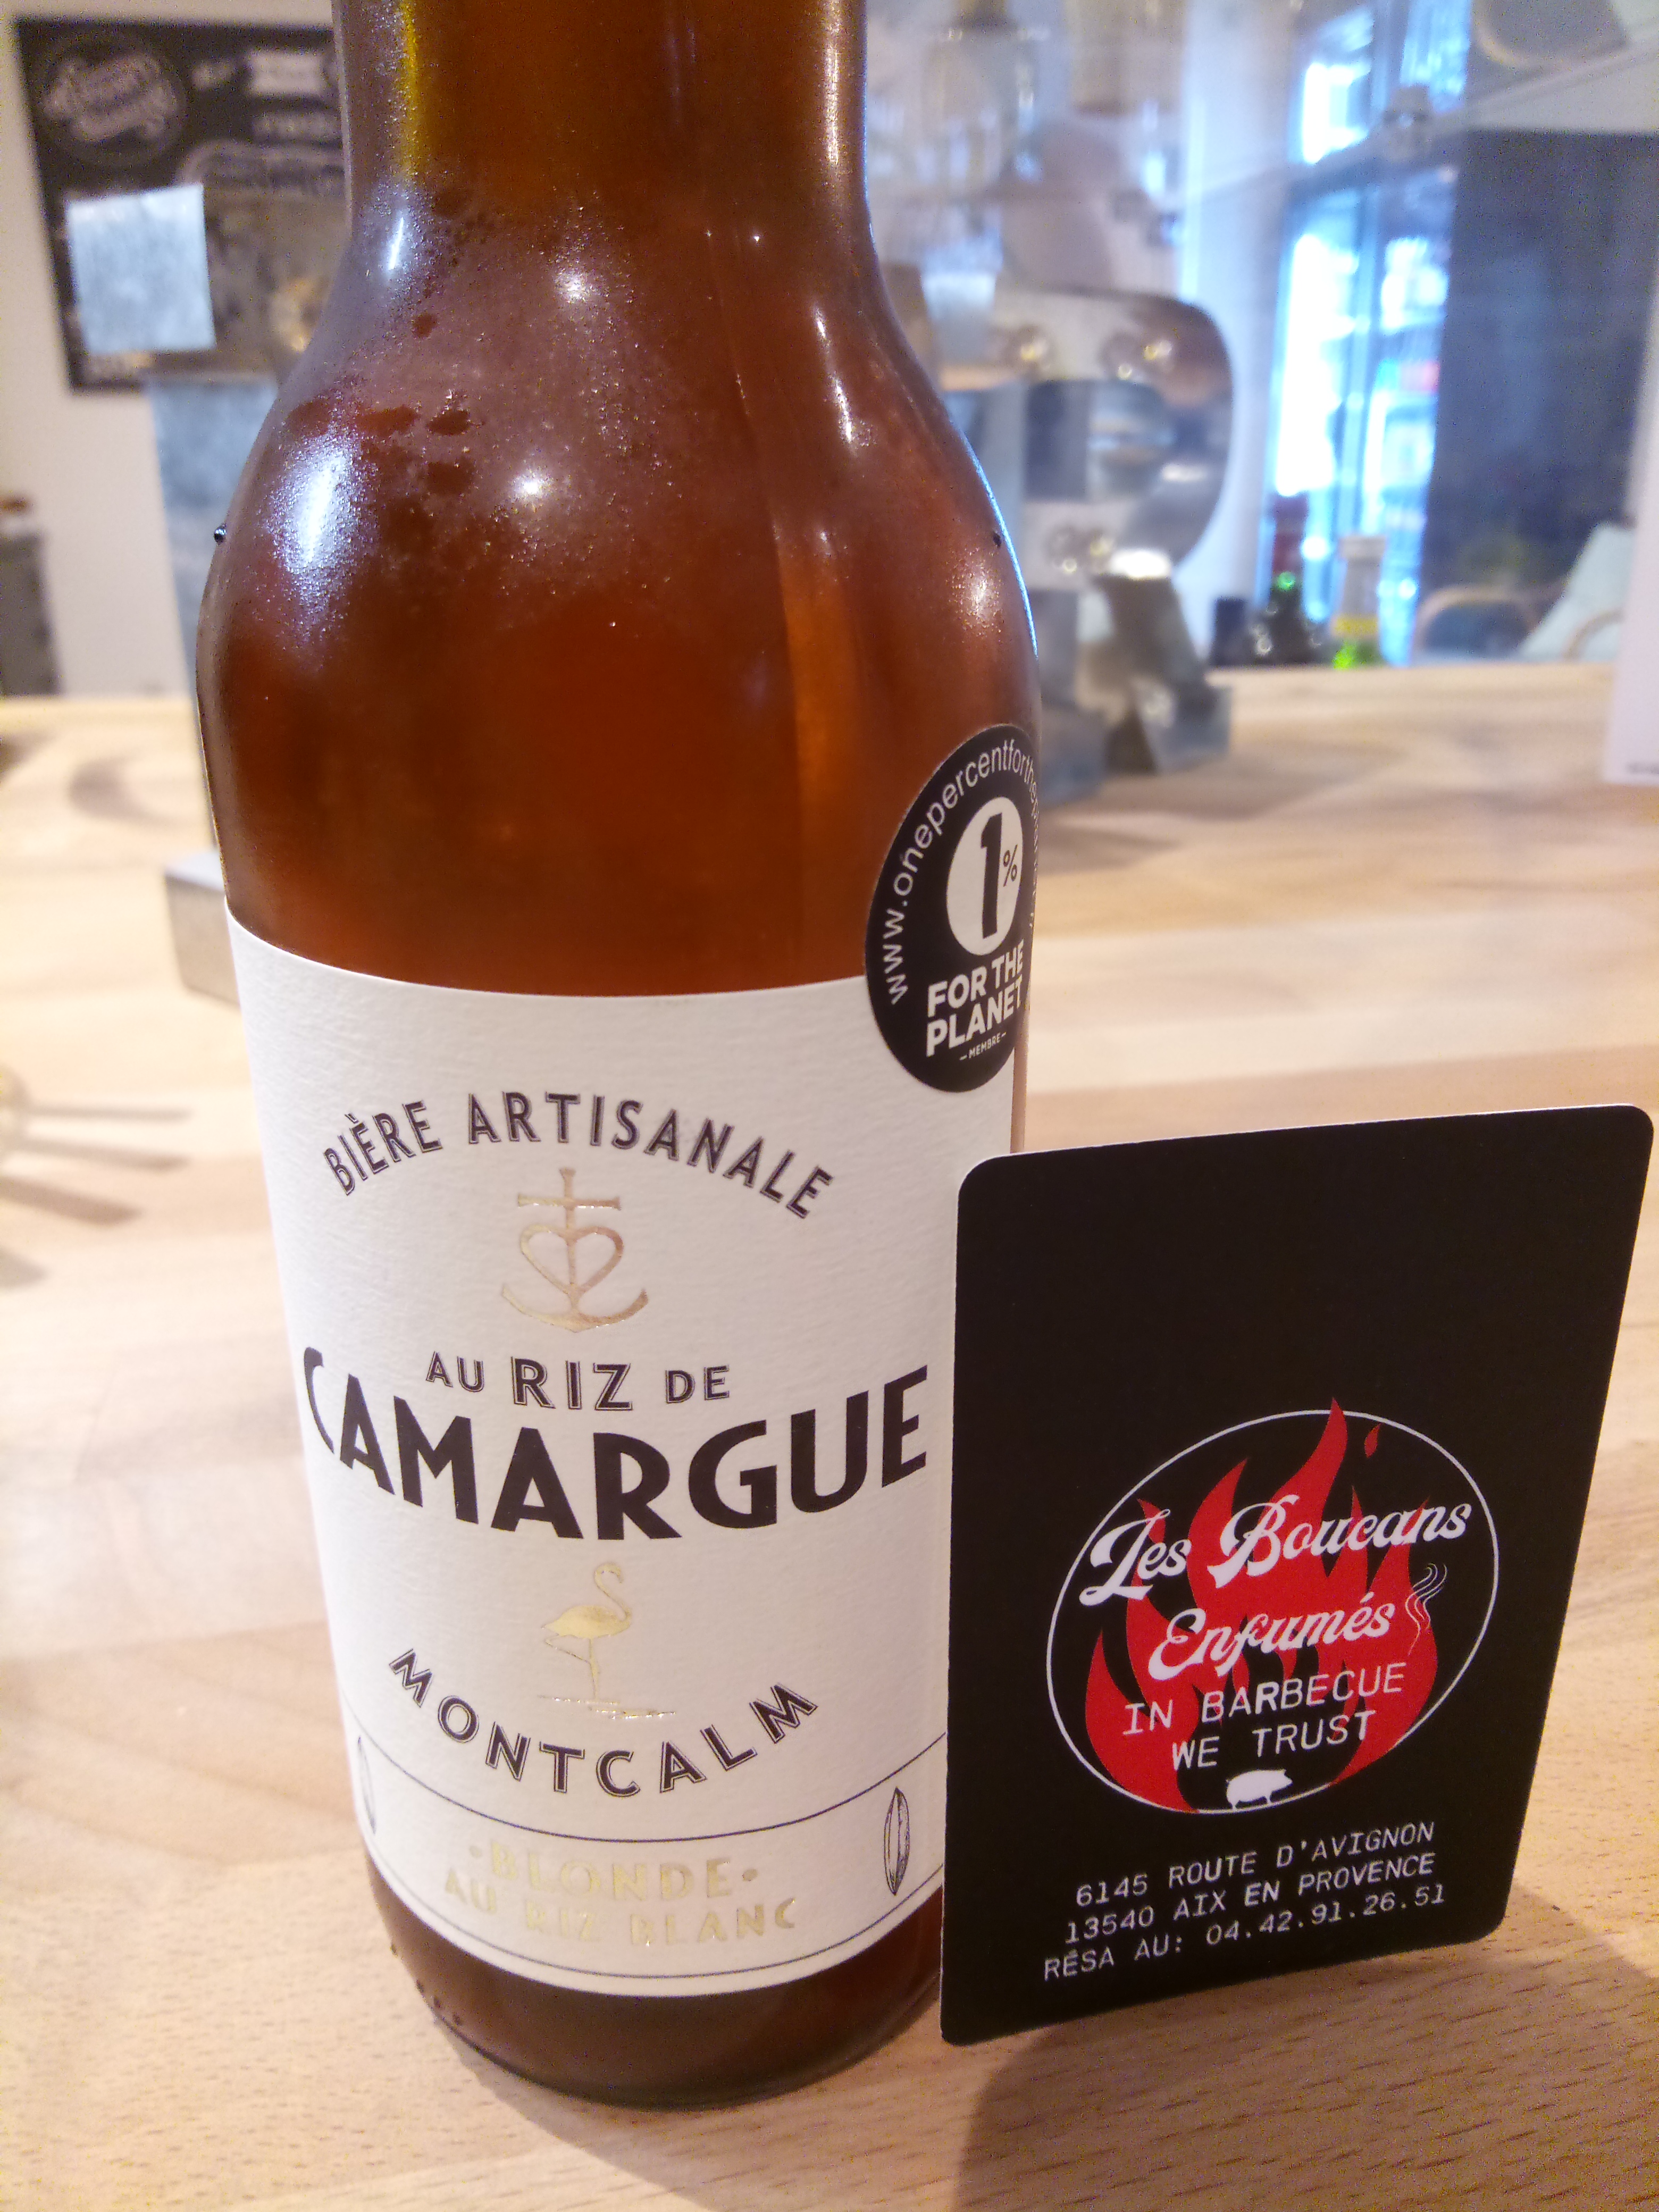 www.onepercentforthep
1%
FOR THE
PLANET
- MEMBRE -
BIÈRE ARTISANALE
AU RIZ DE
CAMARGUE
MONTCALM
·BLONDE·
AU RIZ BLANC
Les Boucans
Enfumés
IN BARBECUE
WE TRUST
6145 ROUTE D'AVIGNON
13540 AIX EN PROVENCE
RÉSA AU: 04.42.91.26.51